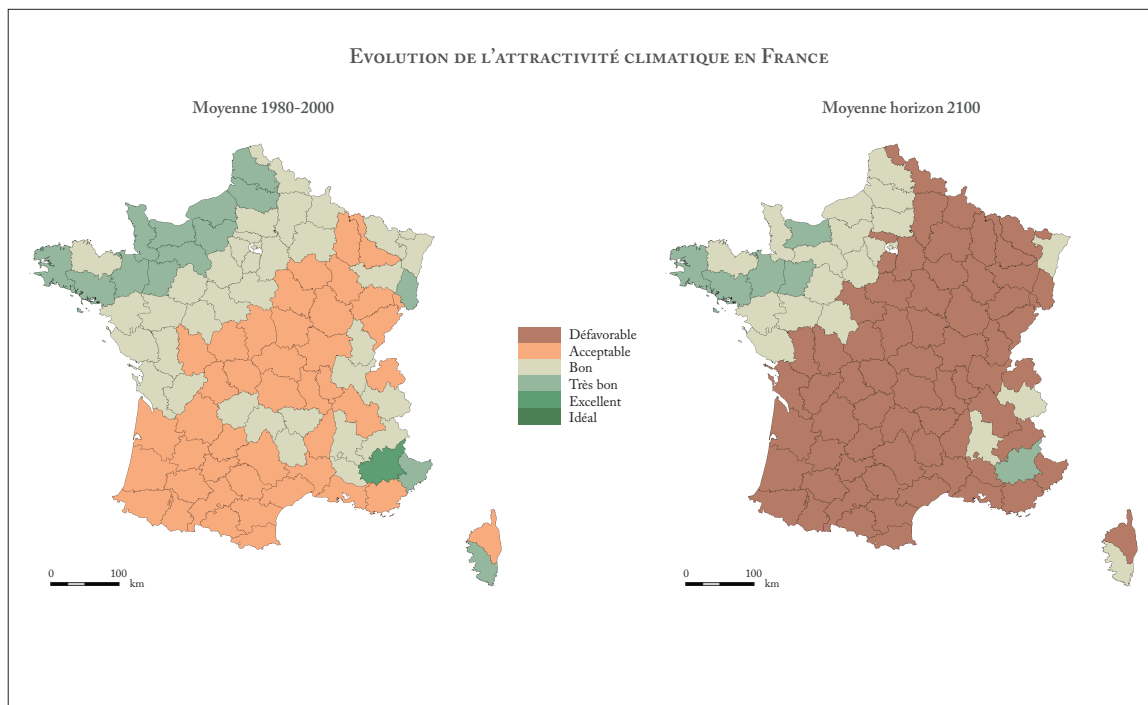 Evolution de l'attractivité climatique en France
Moyenne 1980-2000
Moyenne horizon 2100
Défavorable
Acceptable
Bon
Très bon
Excellent
Idéal
0 100
km
0 100
km